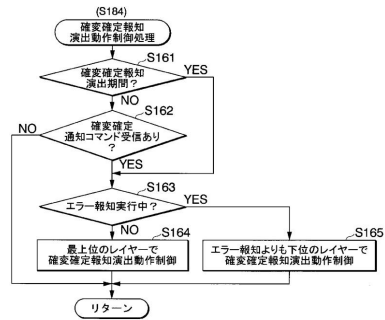 (S184)
確変確定報知
演出動作制御処理
S161
確変確定報知
演出期間?
YES
NO
S162
NO
確変確定
通知コマンド受信あり
?
YES
S163
エラー報知実行中?
YES
NO
S164
最上位のレイヤーで
確変確定報知演出動作制御
S165
エラー報知よりも下位のレイヤーで
確変確定報知演出動作制御
リターン